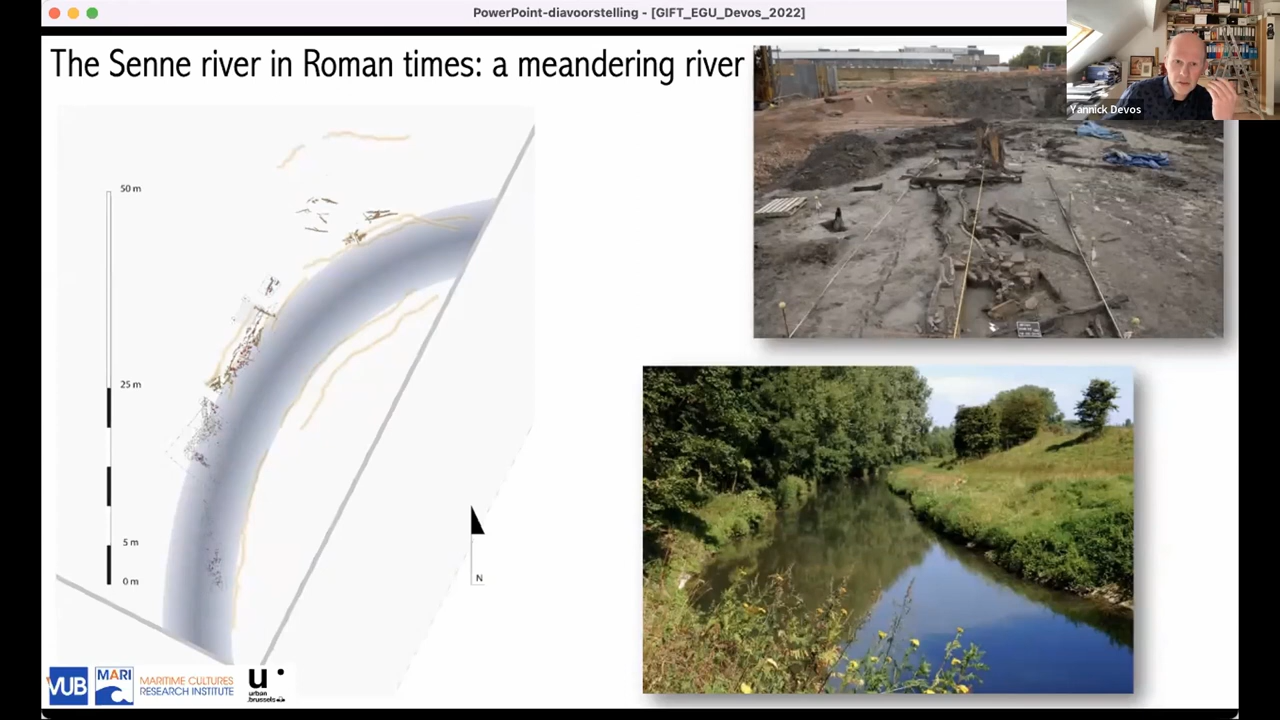 PowerPoint-diavoorstelling - [GIFT_EGU_Devos_2022]
The Senne river in Roman times: a meandering river
Yannick Devos
50 m
25 m
5 m
0 m
N
VUB
MARI
MARITIME CULTURES
RESEARCH INSTITUTE
u
urban
.brussels